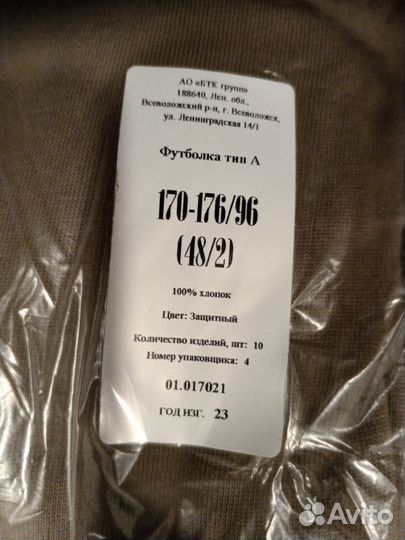 АО «БТК групп»
188640, Лен. обл.,
Всеволожский р-н, г. Всеволожск,
ул. Ленинградская 14/1
Футболка тип А
170-176/96
(48/2)
100% хлопок
Цвет: Защитный
Количество изделий, шт: 10
Номер упаковщика: 4
01.017021
ГОД ИЗГ. 23
Avito